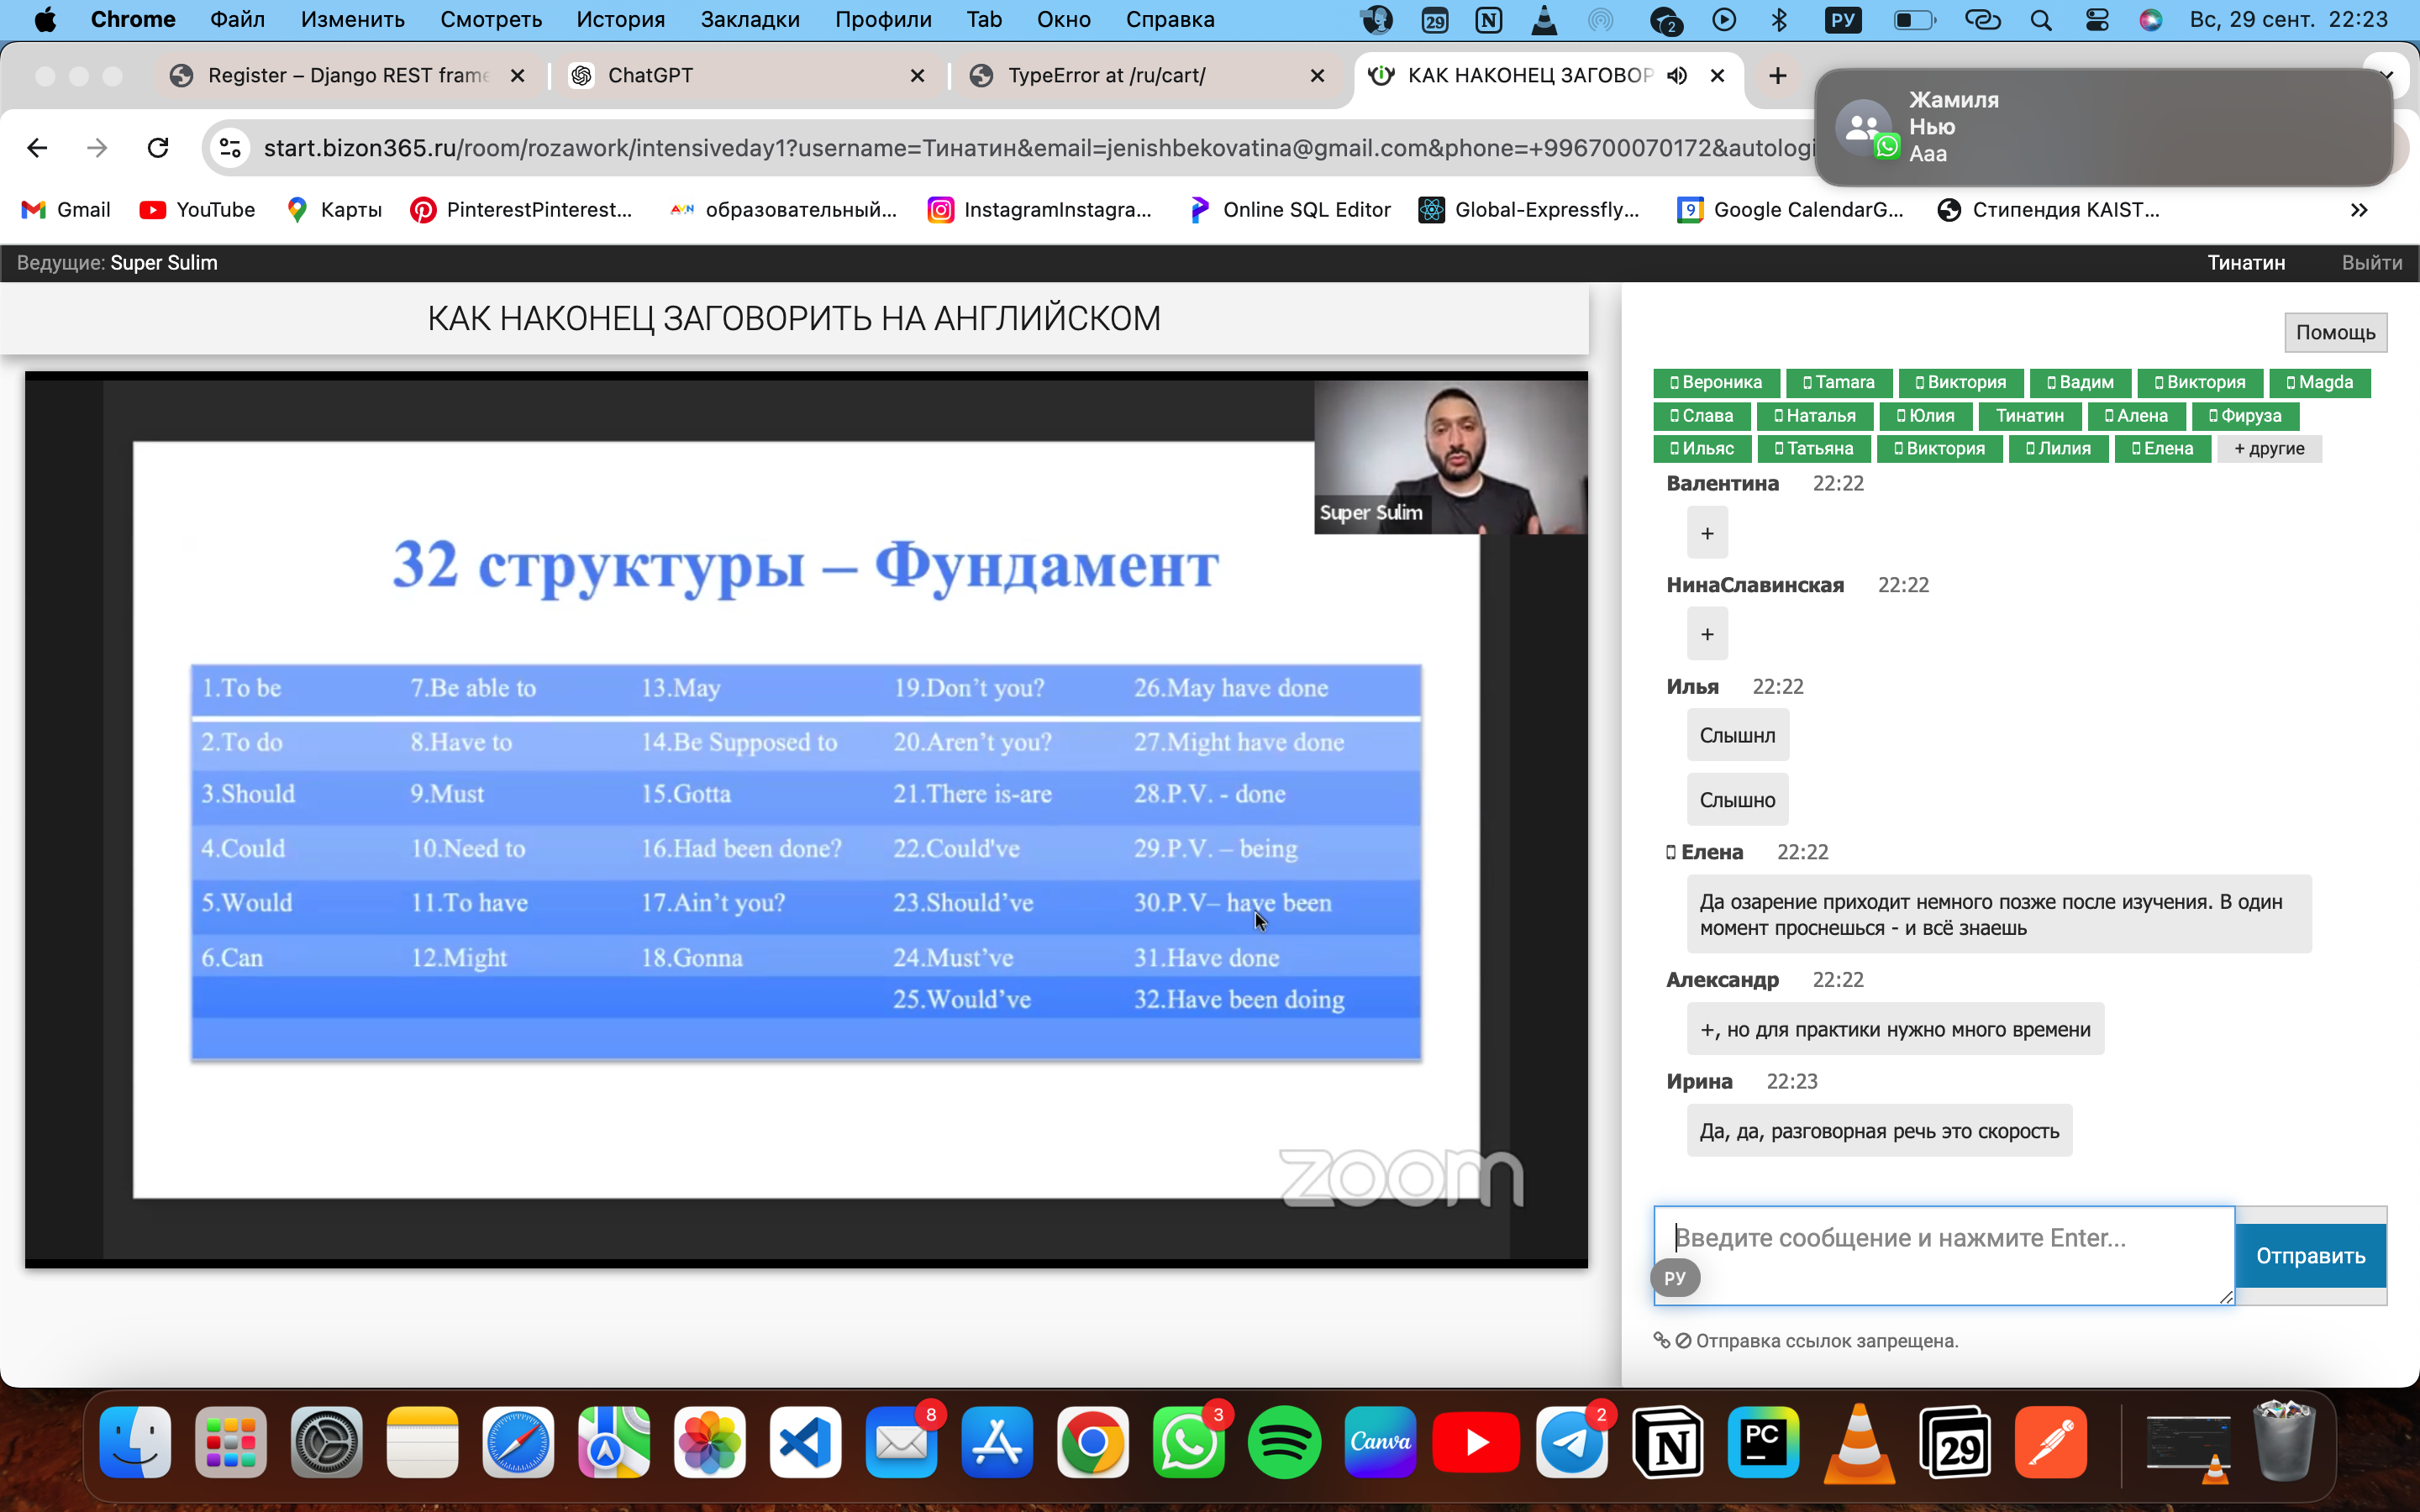 Chrome Файл Изменить Смотреть История Закладки Профили Tab Окно Справка
29 2 РУ Вс, 29 сент. 22:23
Register – Django REST frame
ChatGPT
TypeError at /ru/cart/
КАК НАКОНЕЦ ЗАГОВОР
start.bizon365.ru/room/rozawork/intensiveday1?username=Тинатин&email=jenishbekovatina@gmail.com&phone=+996700070172&autologi
Жамиля
Нью
Ааа
Gmail YouTube Карты PinterestPinterest... образовательный... InstagramInstagra... Online SQL Editor Global-Expressfly... 9 Google CalendarG... Стипендия KAIST...
Ведущие: Super Sulim
Тинатин Выйти
КАК НАКОНЕЦ ЗАГОВОРИТЬ НА АНГЛИЙСКОМ
Super Sulim
32 структуры – Фундамент
1.To be 7.Be able to 13.May 19.Don't you? 26.May have done
2.To do 8.Have to 14.Be Supposed to 20.Aren't you? 27.Might have done
3.Should 9.Must 15.Gotta 21.There is-are 28.P.V. - done
4.Could 10.Need to 16.Had been done? 22.Could've 29.P.V. – being
5.Would 11.To have 17.Ain't you? 23.Should've 30.P.V– have been
6.Can 12.Might 18.Gonna 24.Must've 31.Have done
25.Would've 32.Have been doing
zoom
Помощь
Вероника Tamara Виктория Вадим Виктория Magda
Слава Наталья Юлия Тинатин Алена Фируза
Ильяс Татьяна Виктория Лилия Елена + другие
Валентина 22:22
+
НинаСлавинская 22:22
+
Илья 22:22
Слышнл
Слышно
Елена 22:22
Да озарение приходит немного позже после изучения. В один
момент проснешься - и всё знаешь
Александр 22:22
+, но для практики нужно много времени
Ирина 22:23
Да, да, разговорная речь это скорость
Введите сообщение и нажмите Enter...
РУ
Отправить
Отправка ссылок запрещена.
8 3 Canva 2 PC 29